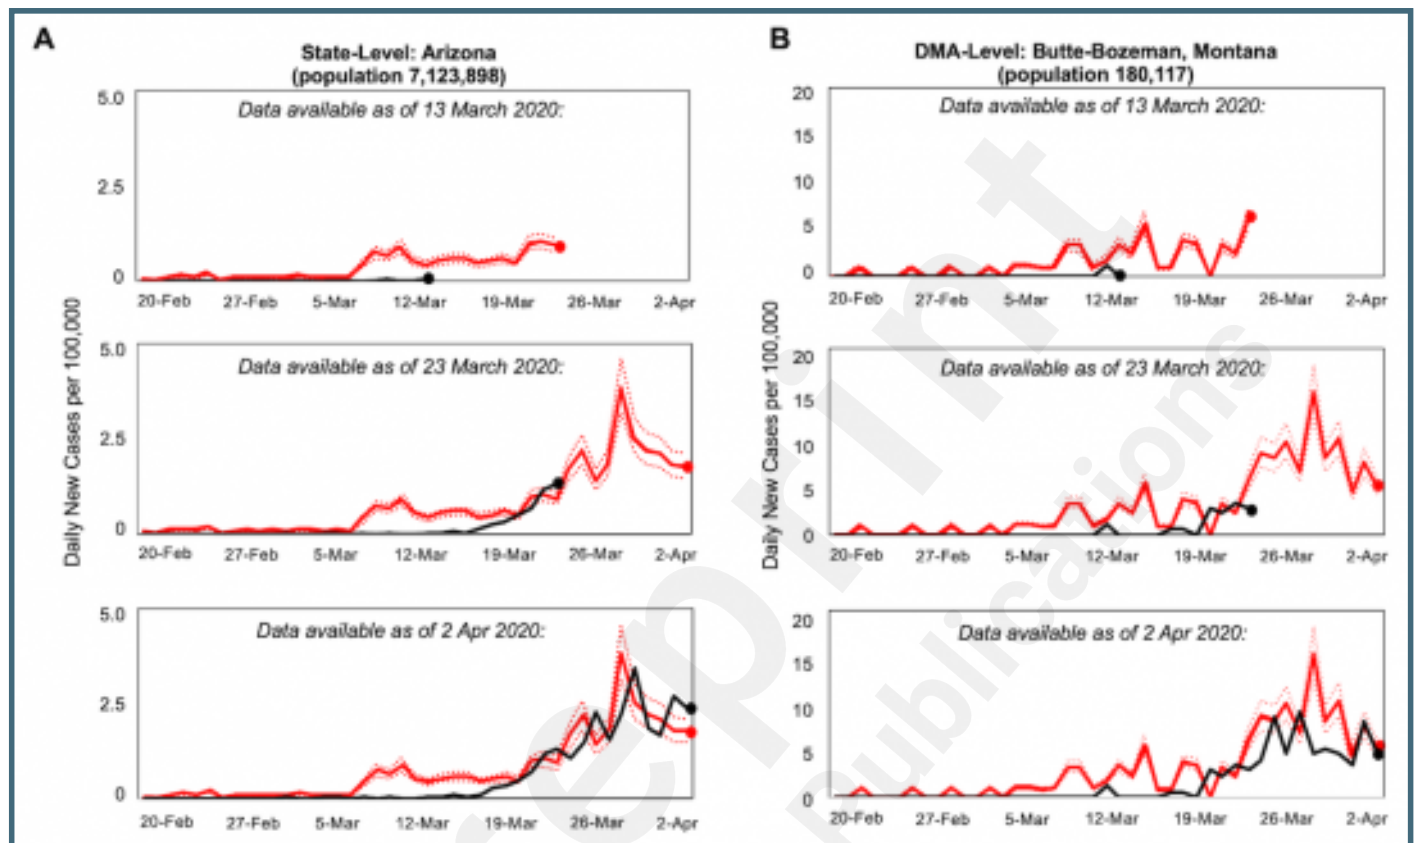 A
State-Level: Arizona
(population 7,123,898)
Data available as of 13 March 2020:
5.0
2.5
0
20-Feb 27-Feb 5-Mar 12-Mar 19-Mar 26-Mar 2-Apr
Data available as of 23 March 2020:
5.0
2.5
0
20-Feb 27-Feb 5-Mar 12-Mar 19-Mar 26-Mar 2-Apr
Data available as of 2 Apr 2020:
5.0
2.5
0
20-Feb 27-Feb 5-Mar 12-Mar 19-Mar 26-Mar 2-Apr
Daily New Cases per 100,000
B
DMA-Level: Butte-Bozeman, Montana
(population 180,117)
Data available as of 13 March 2020:
20
15
10
5
0
20-Feb 27-Feb 5-Mar 12-Mar 19-Mar 26-Mar 2-Apr
Data available as of 23 March 2020:
20
15
10
5
0
20-Feb 27-Feb 5-Mar 12-Mar 19-Mar 26-Mar 2-Apr
Data available as of 2 Apr 2020:
20
15
10
5
0
20-Feb 27-Feb 5-Mar 12-Mar 19-Mar 26-Mar 2-Apr
Daily New Cases per 100,000
eprint
publications